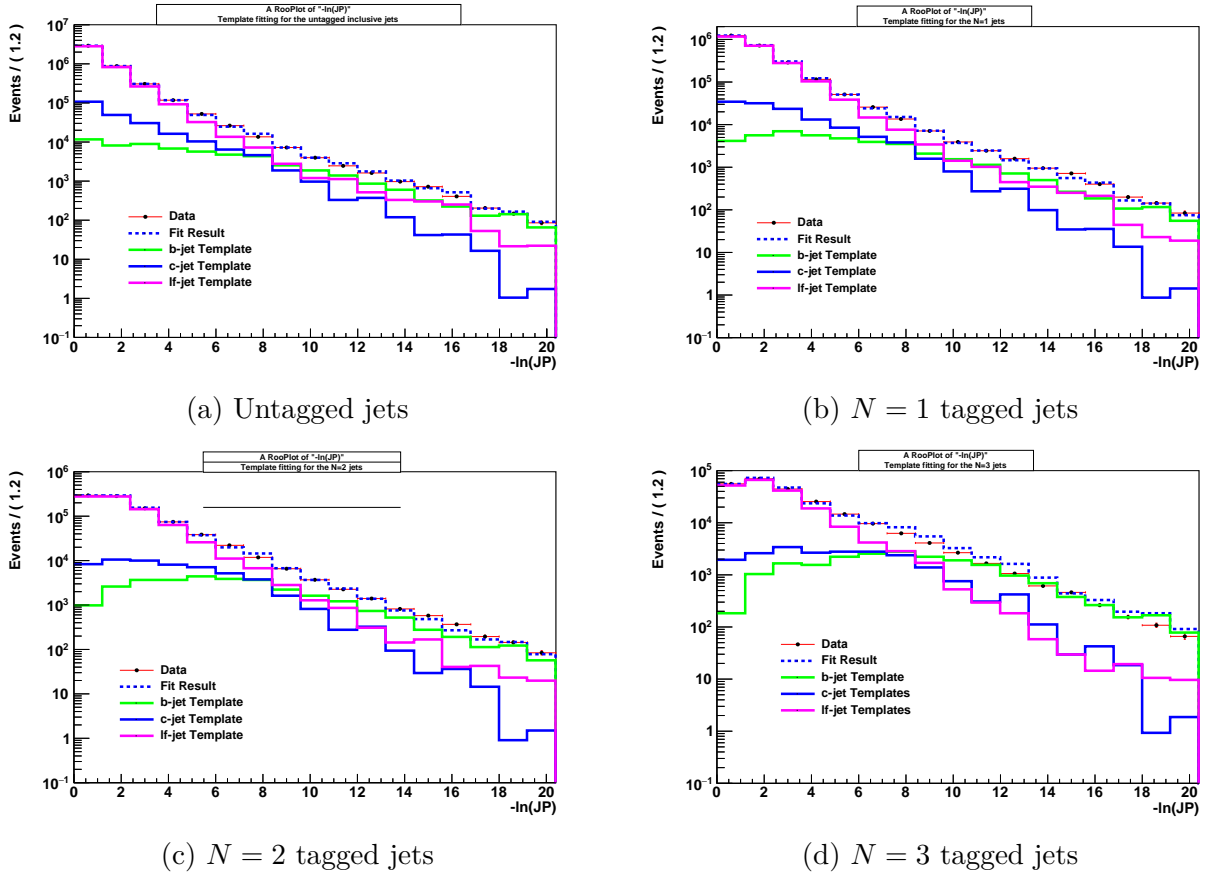 A RooPlot of "-ln(JP)"
Template fitting for the untagged inclusive jets
Events / ( 1.2 )
10^7
10^6
10^5
10^4
10^3
10^2
10
1
10^−1
Data
Fit Result
b-jet Template
c-jet Template
lf-jet Template
0 2 4 6 8 10 12 14 16 18 20
-ln(JP)
(a) Untagged jets
A RooPlot of "-ln(JP)"
Template fitting for the N=1 jets
Events / ( 1.2 )
10^6
10^5
10^4
10^3
10^2
10
1
10^−1
Data
Fit Result
b-jet Template
c-jet Template
lf-jet Template
0 2 4 6 8 10 12 14 16 18 20
-ln(JP)
(b) N = 1 tagged jets
A RooPlot of "-ln(JP)"
Template fitting for the N=2 jets
Events / ( 1.2 )
10^6
10^5
10^4
10^3
10^2
10
1
10^−1
Data
Fit Result
b-jet Template
c-jet Template
lf-jet Template
0 2 4 6 8 10 12 14 16 18 20
-ln(JP)
(c) N = 2 tagged jets
A RooPlot of "-ln(JP)"
Template fitting for the N=3 jets
Events / ( 1.2 )
10^5
10^4
10^3
10^2
10
1
10^−1
Data
Fit Result
b-jet Template
c-jet Templates
lf-jet Templates
0 2 4 6 8 10 12 14 16 18 20
-ln(JP)
(d) N = 3 tagged jets